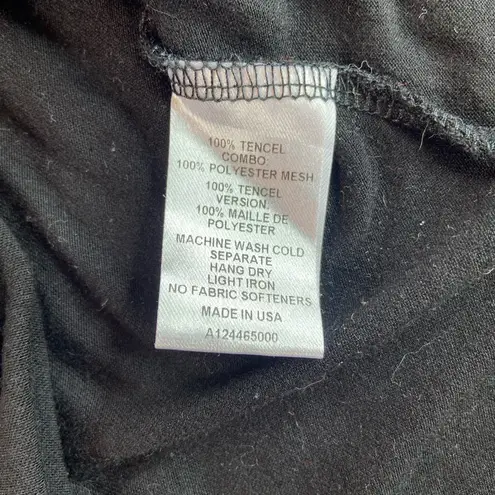 100% TENCEL
COMBO:
100% POLYESTER MESH
100% TENCEL
VERSION.
100% MAILLE DE
POLYESTER
MACHINE WASH COLD
SEPARATE
HANG DRY
LIGHT IRON
NO FABRIC SOFTENERS
MADE IN USA
A124465000